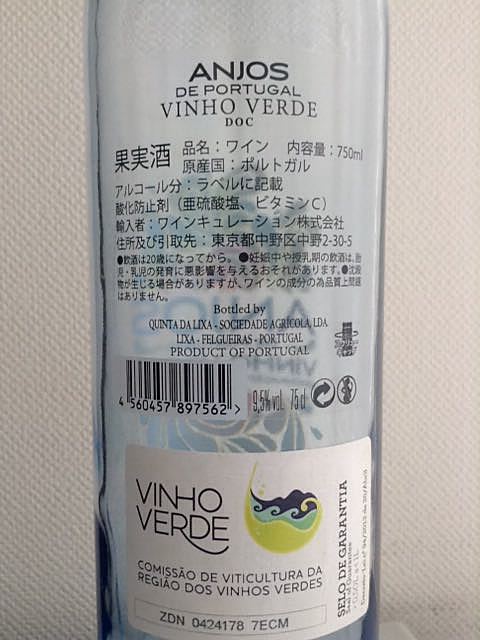 ANJOS
DE PORTUGAL
VINHO VERDE
DOC
果実酒 品名：ワイン 内容量：750ml
原産国：ポルトガル
アルコール分：ラベルに記載
酸化防止剤（亜硫酸塩、ビタミンC）
輸入者：ワインキュレーション株式会社
住所及び引取先：東京都中野区中野2-30-5
●飲酒は20歳になってから。●妊娠中や授乳期の飲酒は、胎
児・乳児の発育に悪影響を与えるおそれがあります。●沈殿
物が生じる場合がありますが、ワインの成分の為品質上問題
はありません。
Bottled by
QUINTA DA LIXA - SOCIEDADE AGRÍCOLA, LDA.
LIXA - FELGUEIRAS - PORTUGAL
PRODUCT OF PORTUGAL
4 560457 897562 >
9,5% vol. 75 cl
VINHO
VERDE
COMISSÃO DE VITICULTURA DA
REGIÃO DOS VINHOS VERDES
ZDN 0424178 7ECM
SELO DE GARANTIA
Seal of Guarantee